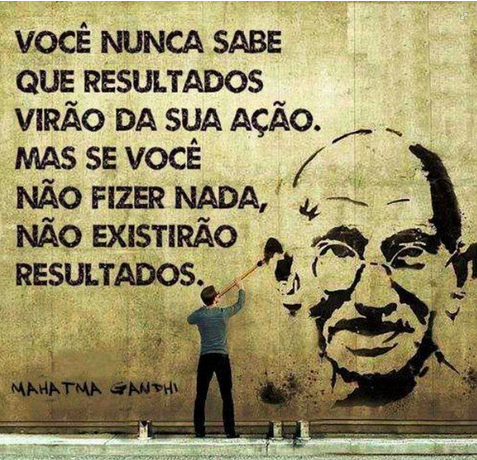 VOCÊ NUNCA SABE
QUE RESULTADOS
VIRÃO DA SUA AÇÃO.
MAS SE VOCÊ
NÃO FIZER NADA,
NÃO EXISTIRÃO
RESULTADOS.
MAHATMA GANDHI